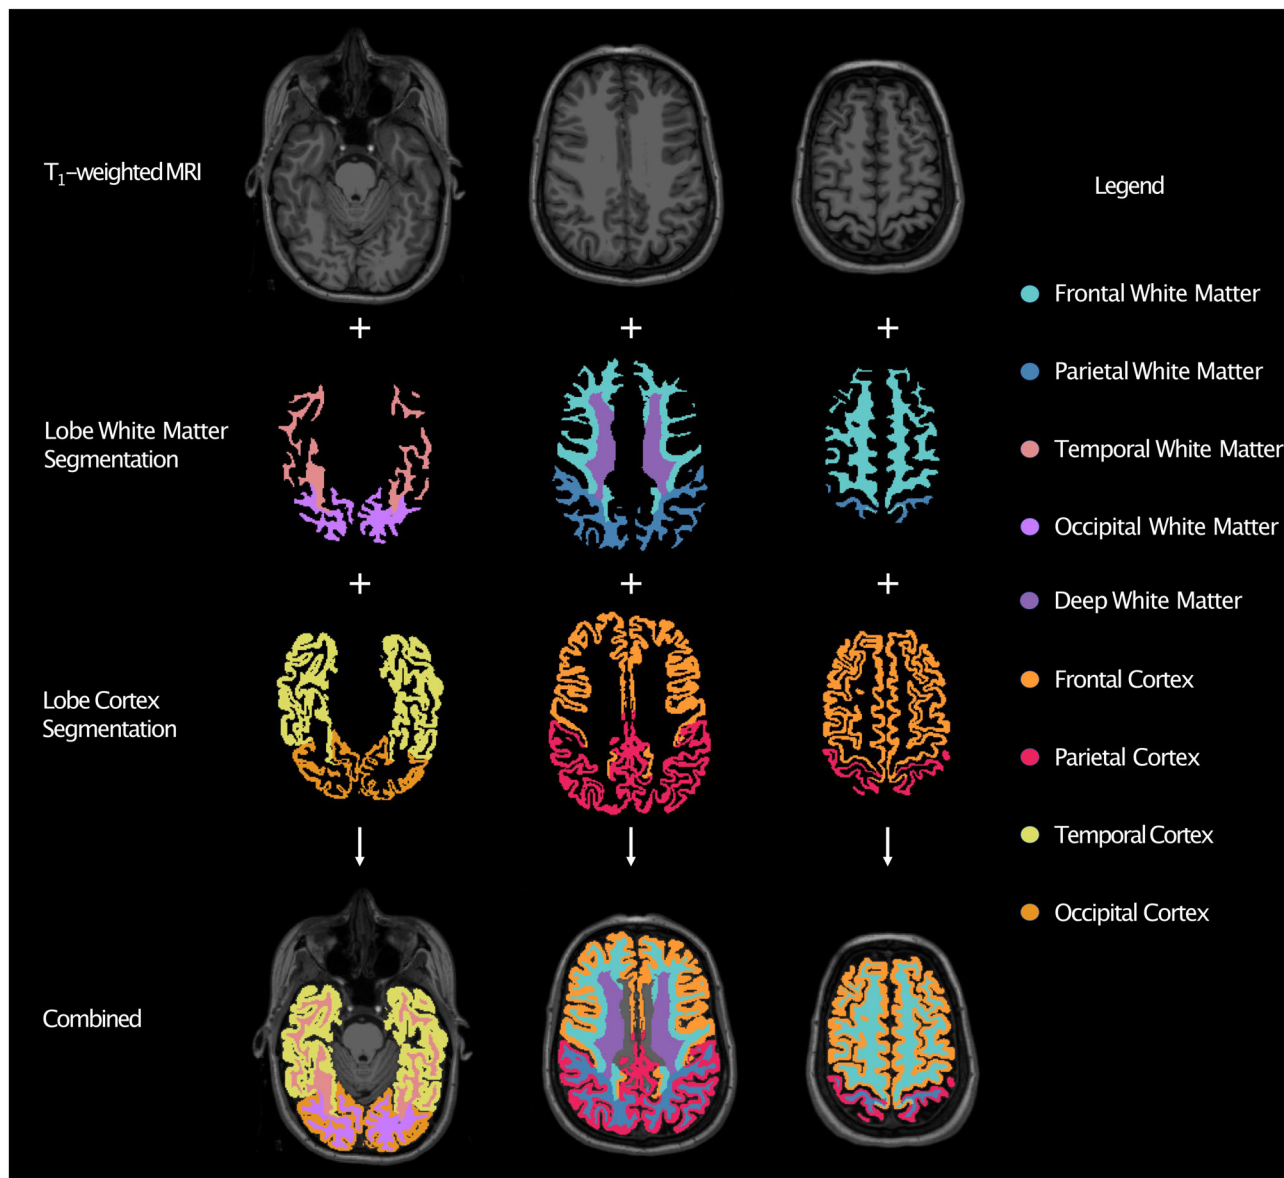 T₁-weighted MRI
Legend
Frontal White Matter
+ + +
Parietal White Matter
Lobe White Matter
Segmentation
Temporal White Matter
Occipital White Matter
+ + +
Deep White Matter
Lobe Cortex
Segmentation
Frontal Cortex
Parietal Cortex
Temporal Cortex
Occipital Cortex
Combined